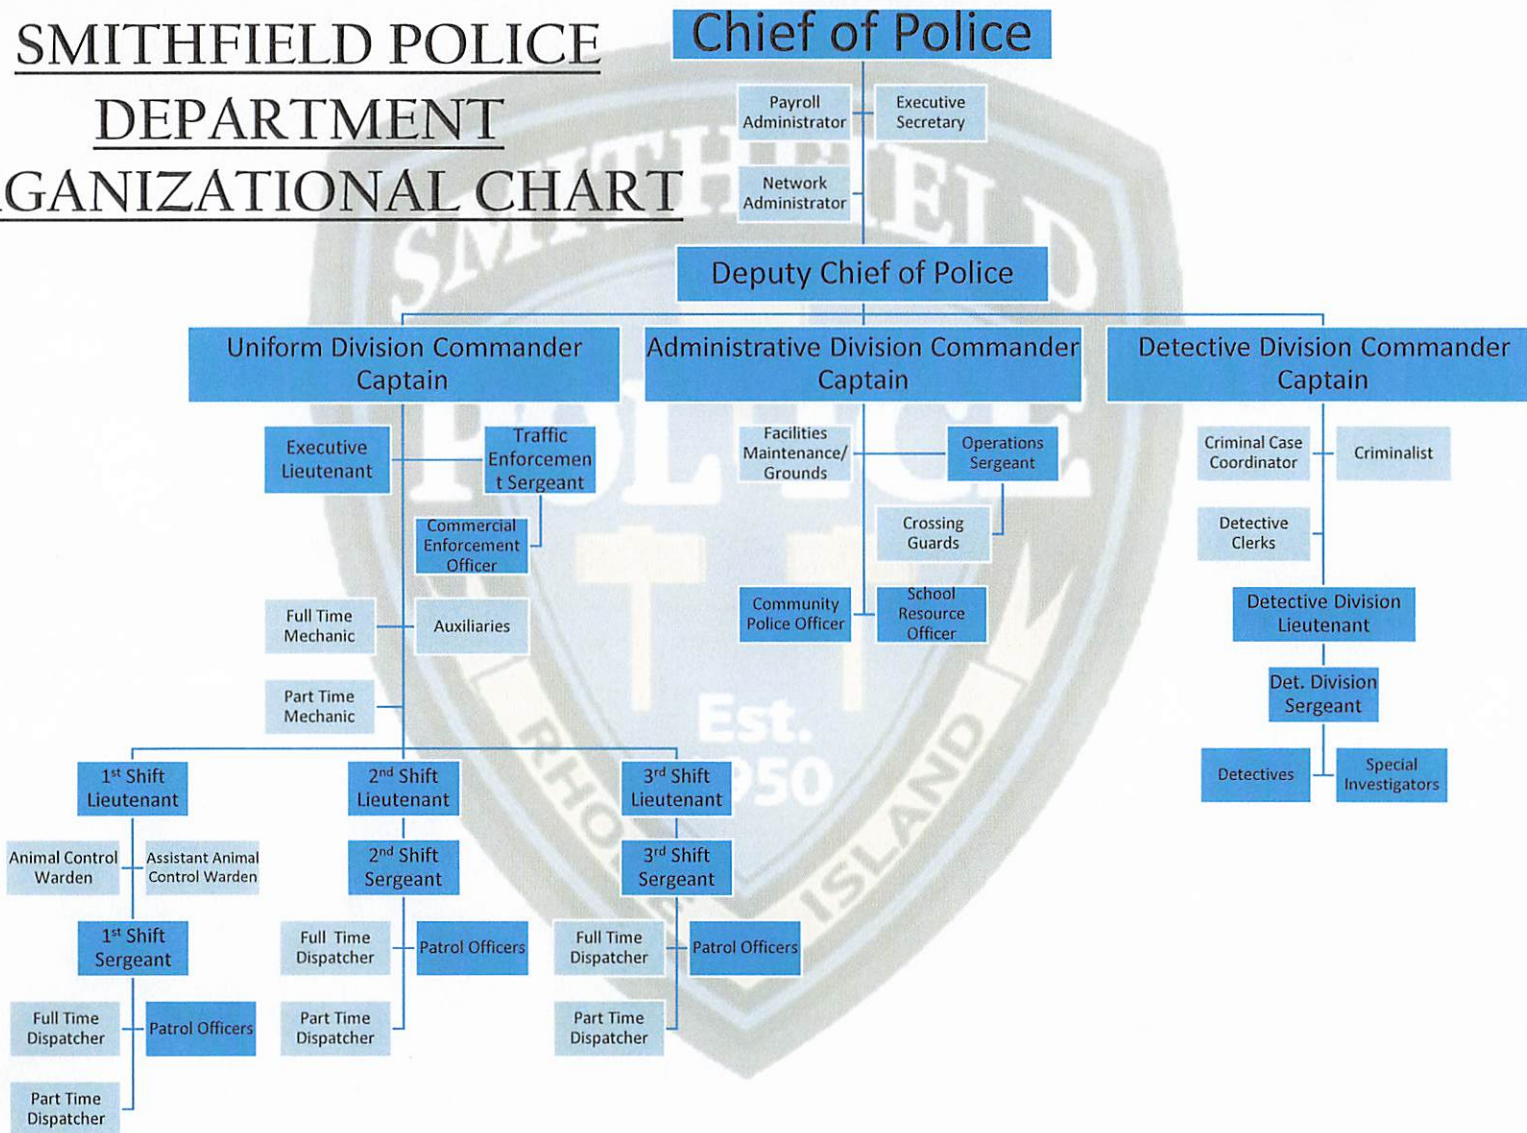 SMITHFIELD POLICE
DEPARTMENT
RGANIZATIONAL CHART
Chief of Police
Payroll
Administrator
Executive
Secretary
Network
Administrator
Deputy Chief of Police
Uniform Division Commander
Captain
Administrative Division Commander
Captain
Detective Division Commander
Captain
Executive
Lieutenant
Traffic
Enforcemen
t Sergeant
Commercial
Enforcement
Officer
Full Time
Mechanic
Auxiliaries
Part Time
Mechanic
Facilities
Maintenance/
Grounds
Operations
Sergeant
Crossing
Guards
Community
Police Officer
School
Resource
Officer
Criminal Case
Coordinator
Criminalist
Detective
Clerks
Detective Division
Lieutenant
Det. Division
Sergeant
Detectives
Special
Investigators
1st Shift
Lieutenant
Animal Control
Warden
Assistant Animal
Control Warden
1st Shift
Sergeant
Full Time
Dispatcher
Patrol Officers
Part Time
Dispatcher
2nd Shift
Lieutenant
2nd Shift
Sergeant
Full Time
Dispatcher
Patrol Officers
Part Time
Dispatcher
3rd Shift
Lieutenant
3rd Shift
Sergeant
Full Time
Dispatcher
Patrol Officers
Part Time
Dispatcher
SMITHFIELD
POLICE
Est.
950
ISLAND